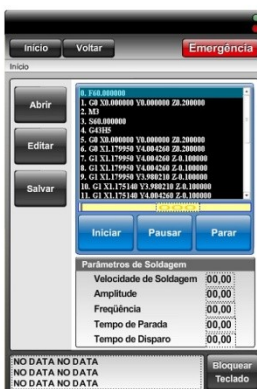 Início
Voltar
Emergência
Início
Abrir
Editar
Salvar
0. F60.000000
1. G0 X0.000000 Y0.000000 Z0.200000
2. M3
3. S60.000000
4. G43H5
5. G0 X0.000000 Y0.000000 Z0.200000
6. G0 X1.179950 Y4.004260 Z0.200000
7. G1 X1.179950 Y4.004260 Z-0.100000
8. G1 X1.179950 Y4.004260 Z-0.100000
9. G1 X1.179950 Y3.980210 Z-0.100000
10. G1 X1.175140 Y3.980210 Z-0.100000
11. G1 X1.175140 Y4.004260 Z-0.100000
Iniciar
Pausar
Parar
Parâmetros de Soldagem
Velocidade de Soldagem 00,00
Amplitude 00,00
Freqüência 00,00
Tempo de Parada 00,00
Tempo de Disparo 00,00
NO DATA NO DATA
NO DATA NO DATA
NO DATA NO DATA
Bloquear
Teclado